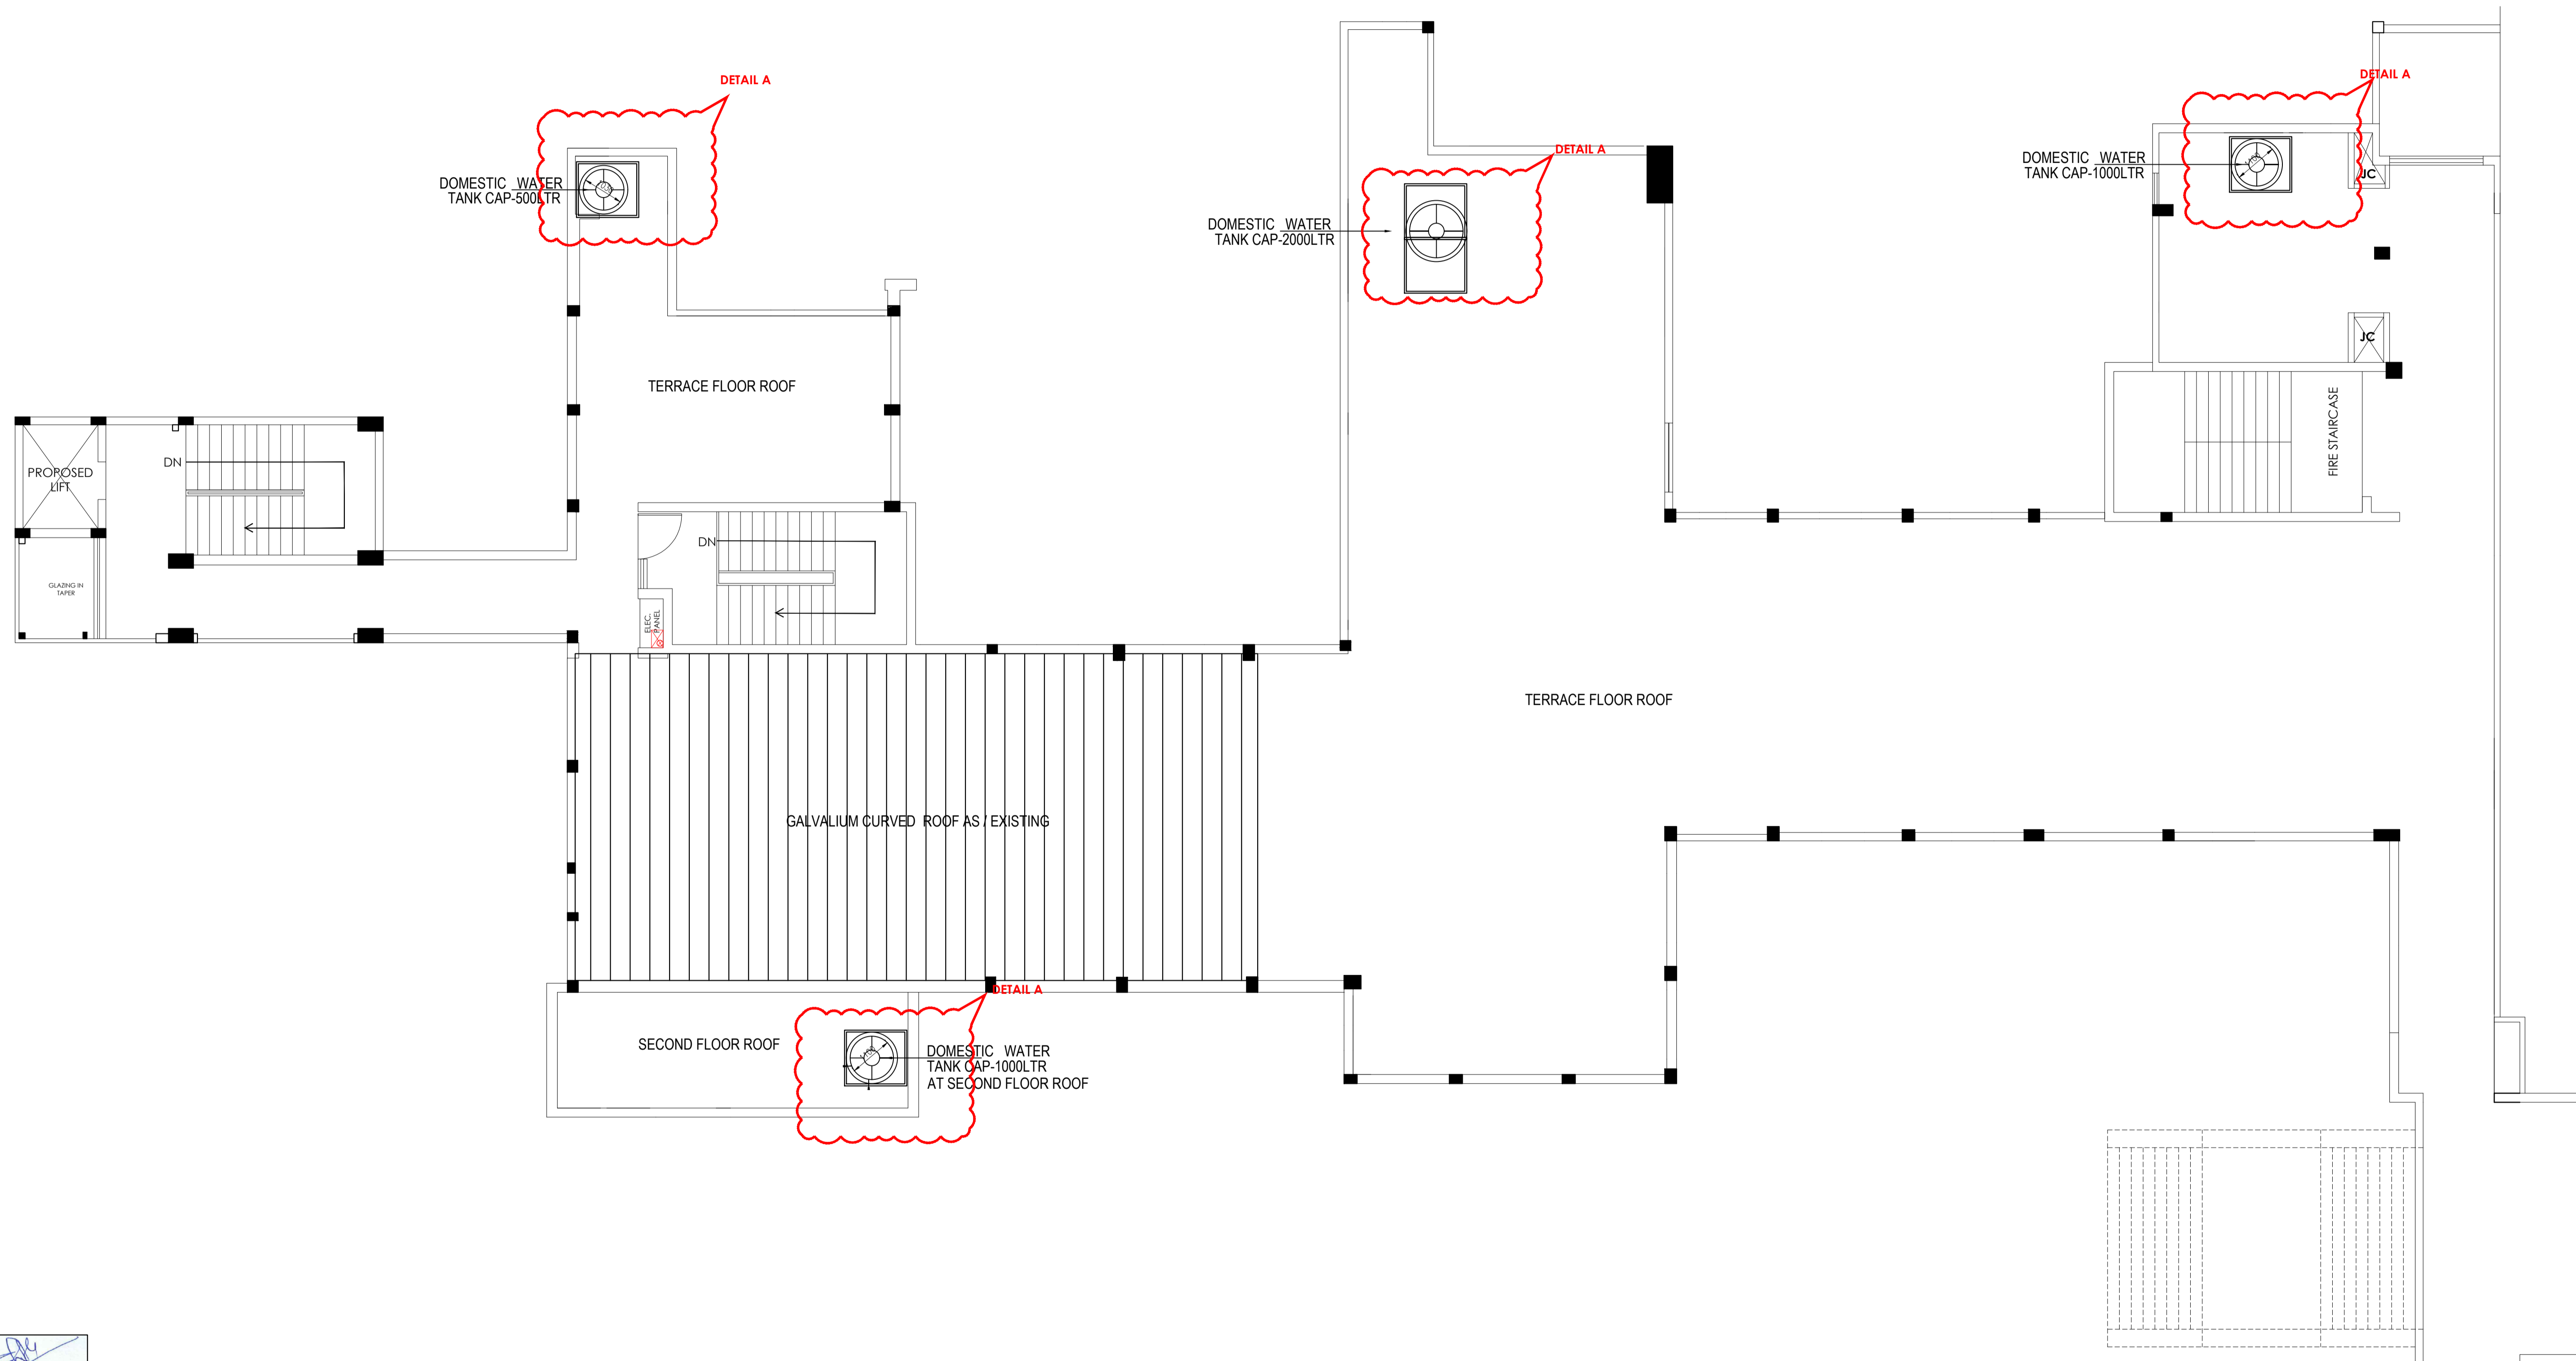 DETAIL A
DETAIL A
DETAIL A
DOMESTIC WATER
TANK CAP-500LTR
DOMESTIC WATER
TANK CAP-2000LTR
DOMESTIC WATER
TANK CAP-1000LTR
JC
JC
TERRACE FLOOR ROOF
FIRE STAIRCASE
PROPOSED
LIFT
DN
DN
GLAZING IN
TAPER
ELEC.
PANEL
TERRACE FLOOR ROOF
GALVALIUM CURVED ROOF AS / EXISTING
DETAIL A
SECOND FLOOR ROOF
DOMESTIC WATER
TANK CAP-1000LTR
AT SECOND FLOOR ROOF